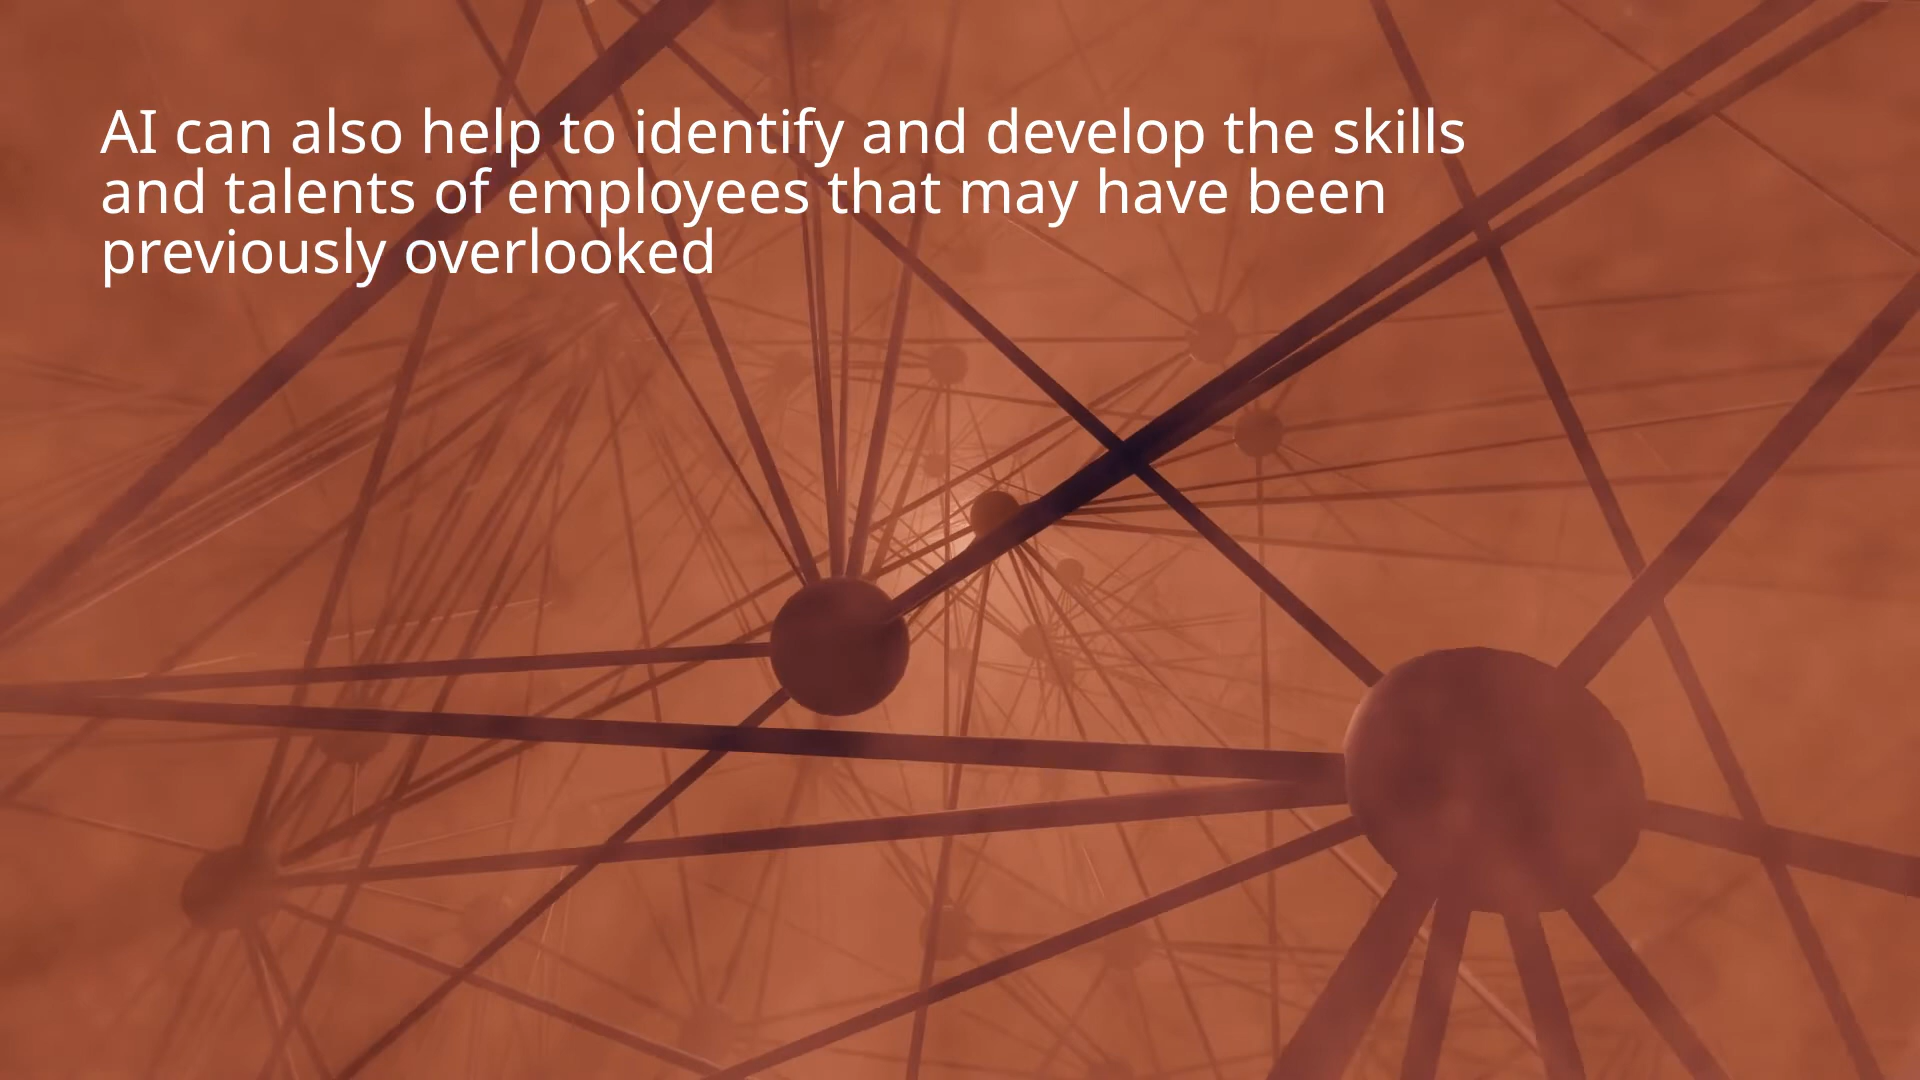 AI can also help to identify and develop the skills
and talents of employees that may have been
previously overlooked